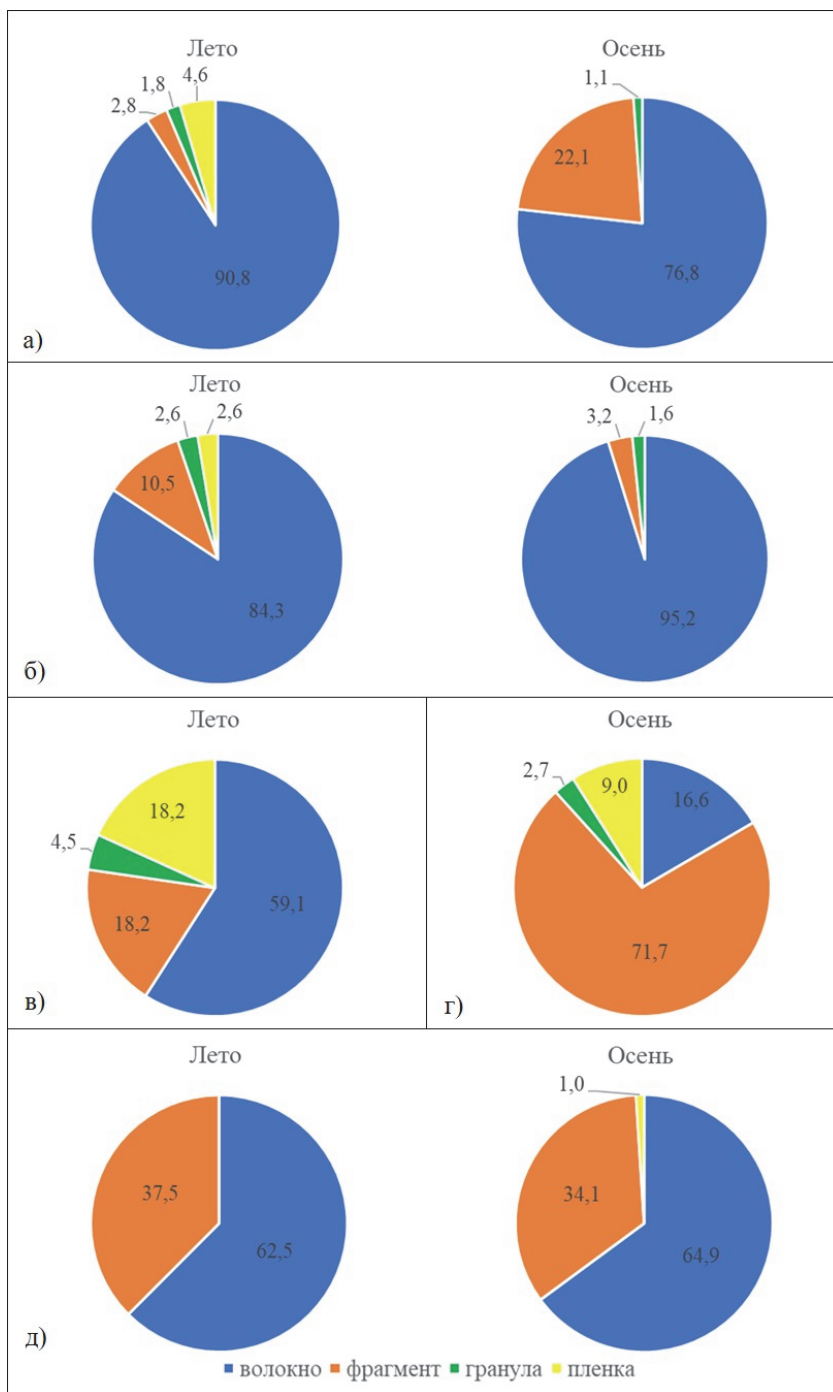 Лето
Осень
1,8
4,6
2,8
90,8
1,1
22,1
76,8
а)
Лето
Осень
2,6
2,6
10,5
84,3
3,2
1,6
95,2
б)
Лето
18,2
4,5
18,2
59,1
в)
Осень
2,7
9,0
16,6
71,7
г)
Лето
Осень
37,5
62,5
1,0
34,1
64,9
д)
волокно фрагмент гранула пленка